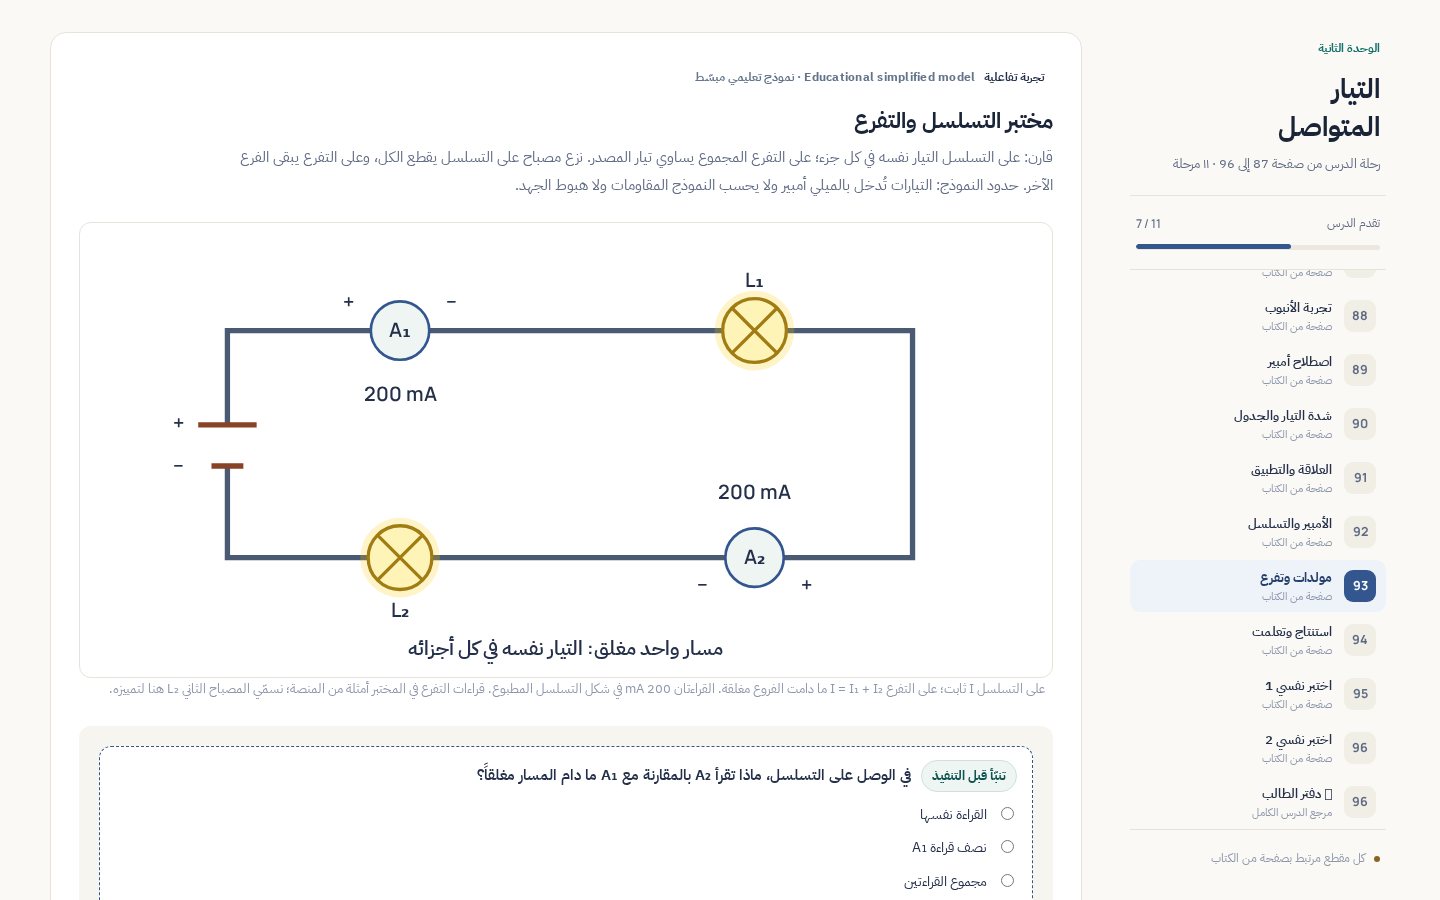 الوحدة الثانية
التيار
المتواصل
رحلة الدرس من صفحة 87 إلى 96 · ١١ مرحلة
تقدم الدرس
7 / 11
صفحة من الكتاب
88
تجربة الأنبوب
صفحة من الكتاب
89
اصطلاح أمبير
صفحة من الكتاب
90
شدة التيار والجدول
صفحة من الكتاب
91
العلاقة والتطبيق
صفحة من الكتاب
92
الأمبير والتسلسل
صفحة من الكتاب
93
مولدات وتفرع
صفحة من الكتاب
94
استنتاج وتعلمت
صفحة من الكتاب
95
اختبر نفسي 1
صفحة من الكتاب
96
اختبر نفسي 2
صفحة من الكتاب
96
دفتر الطالب
مرجع الدرس الكامل
كل مقطع مرتبط بصفحة من الكتاب
تجربة تفاعلية Educational simplified model · نموذج تعليمي مبسّط
مختبر التسلسل والتفرع
قارن: على التسلسل التيار نفسه في كل جزء؛ على التفرع المجموع يساوي تيار المصدر. نزع مصباح على التسلسل يقطع الكل، وعلى التفرع يبقى الفرع
الآخر. حدود النموذج: التيارات تُدخل بالميلي أمبير ولا يحسب النموذج المقاومات ولا هبوط الجهد.
L₁
+
−
A₁
200 mA
+
−
200 mA
A₂
−
+
L₂
مسار واحد مغلق: التيار نفسه في كل أجزائه
على التسلسل I ثابت؛ على التفرع I = I₁ + I₂ ما دامت الفروع مغلقة. القراءتان 200 mA في شكل التسلسل المطبوع. قراءات التفرع في المختبر أمثلة من المنصة؛ نسمّي المصباح الثاني L₂ هنا لتمييزه.
تنبّأ قبل التنفيذ
في الوصل على التسلسل، ماذا تقرأ A₂ بالمقارنة مع A₁ ما دام المسار مغلقاً؟
القراءة نفسها
نصف قراءة A₁
مجموع القراءتين